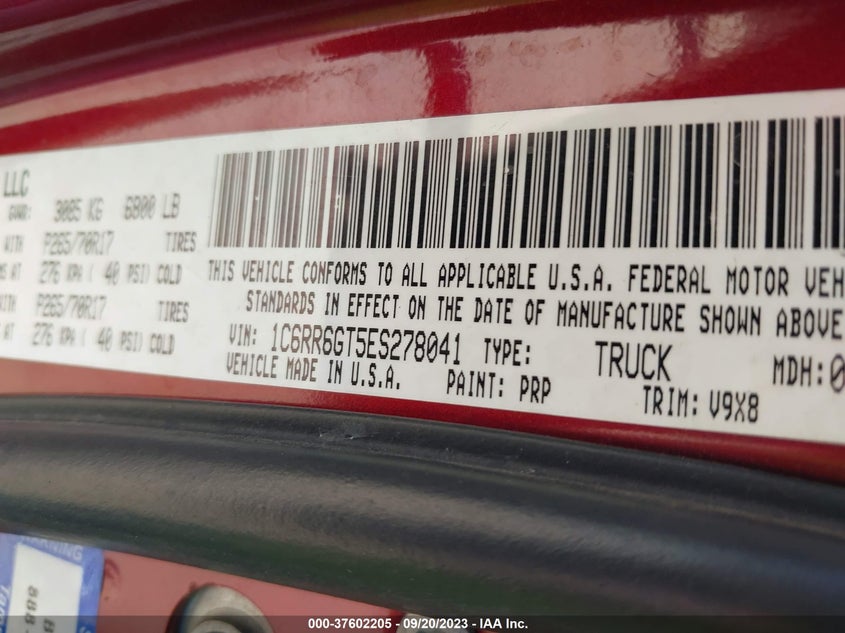 LLC
GVWR: 3085 KG 6800 LB
WITH P265/70R17 TIRES
AT 276 KPA ( 40 PSI) COLD
WITH P265/70R17 TIRES
AT 276 KPA ( 40 PSI) COLD
THIS VEHICLE CONFORMS TO ALL APPLICABLE U.S.A. FEDERAL MOTOR VEH
STANDARDS IN EFFECT ON THE DATE OF MANUFACTURE SHOWN ABOVE
VIN: 1C6RR6GT5ES278041 TYPE: TRUCK MDH:0
VEHICLE MADE IN U.S.A. PAINT: PRP TRIM: V9X8
WARNING
000-37602205 - 09/20/2023 - IAA Inc.